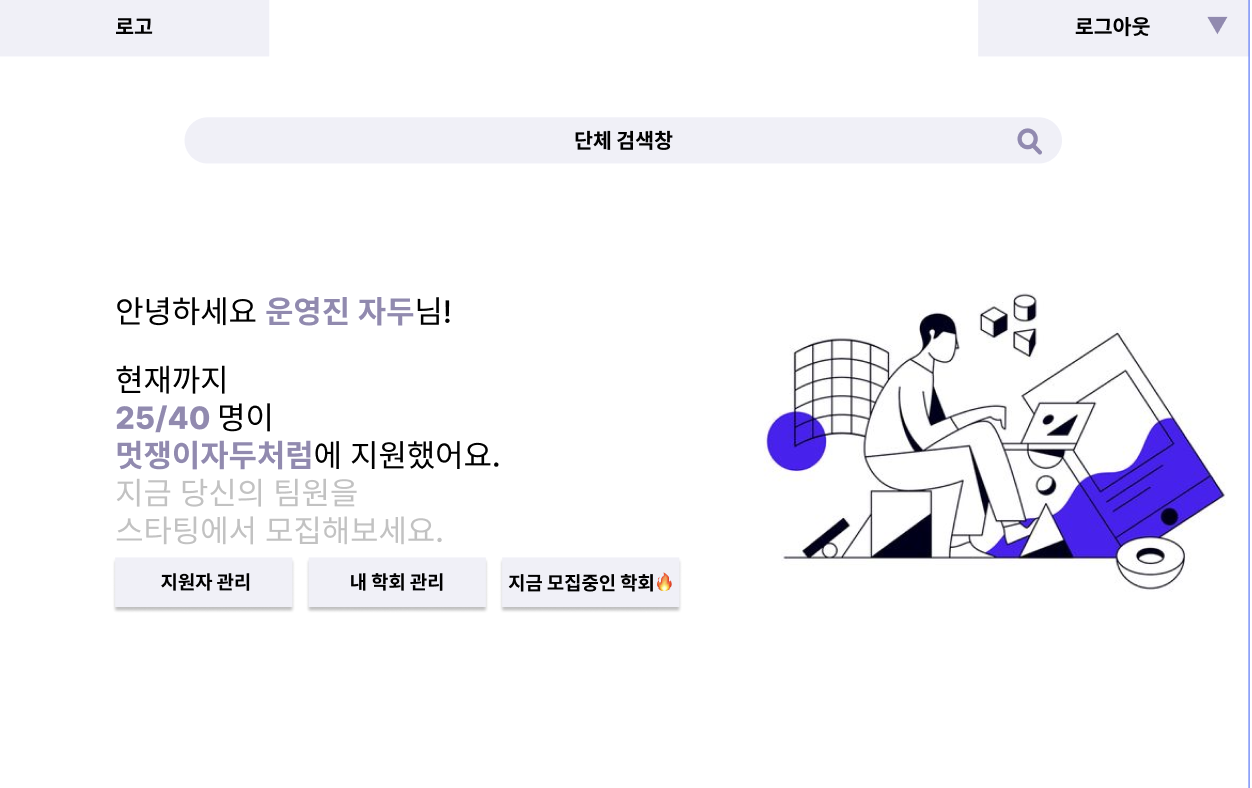 로고
로그아웃 ▼
단체 검색창
안녕하세요 운영진 자두님!
현재까지
25/40 명이
멋쟁이자두처럼에 지원했어요.
지금 당신의 팀원을
스타팅에서 모집해보세요.
지원자 관리
내 학회 관리
지금 모집중인 학회🔥